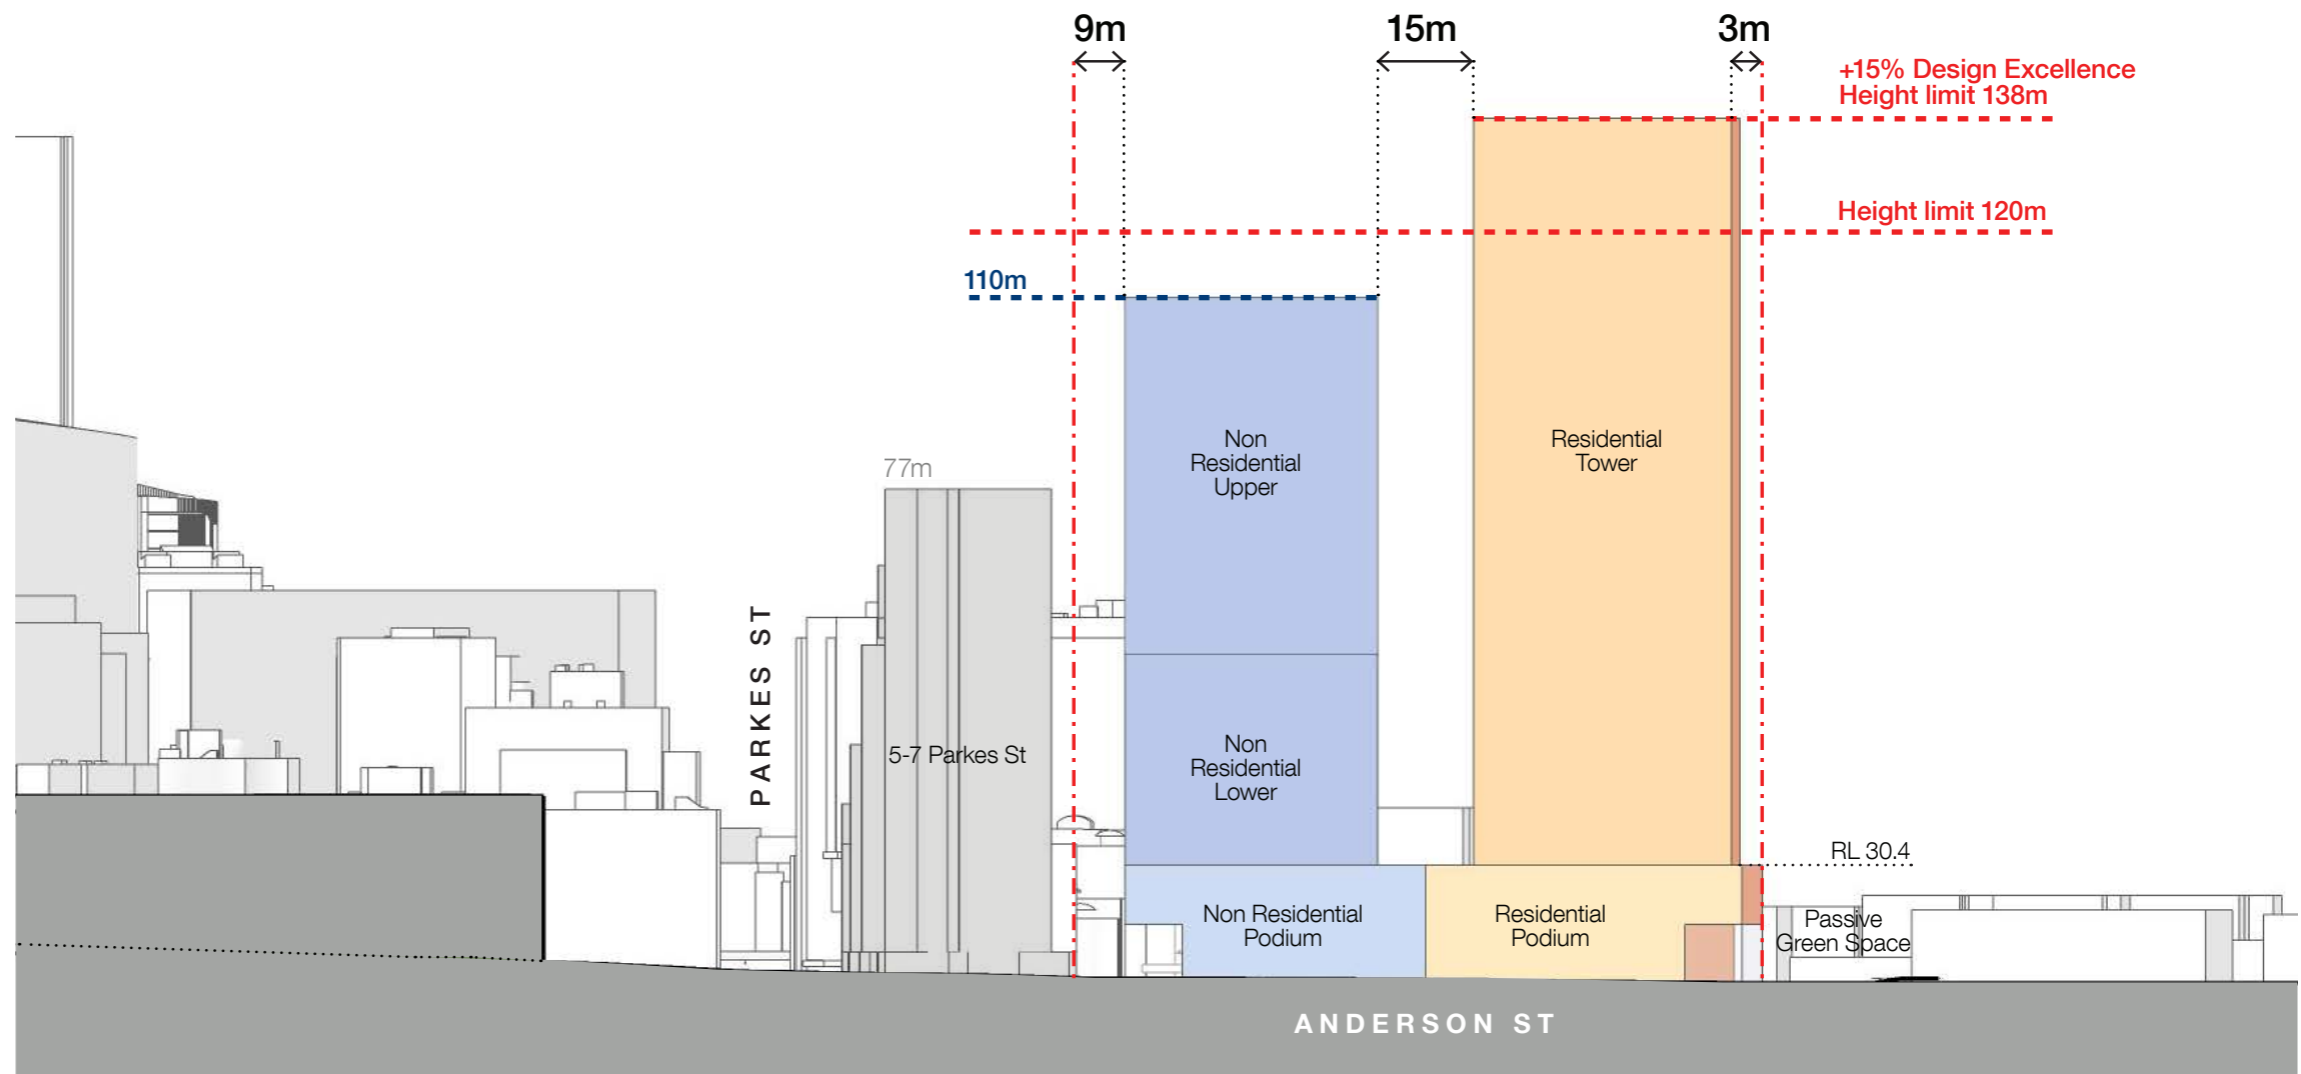 9m
15m
3m
+15% Design Excellence
Height limit 138m
Height limit 120m
110m
Non
Residential
Upper
Residential
Tower
77m
PARKES ST
5-7 Parkes St
Non
Residential
Lower
RL 30.4
Non Residential
Podium
Residential
Podium
Passive
Green Space
ANDERSON ST